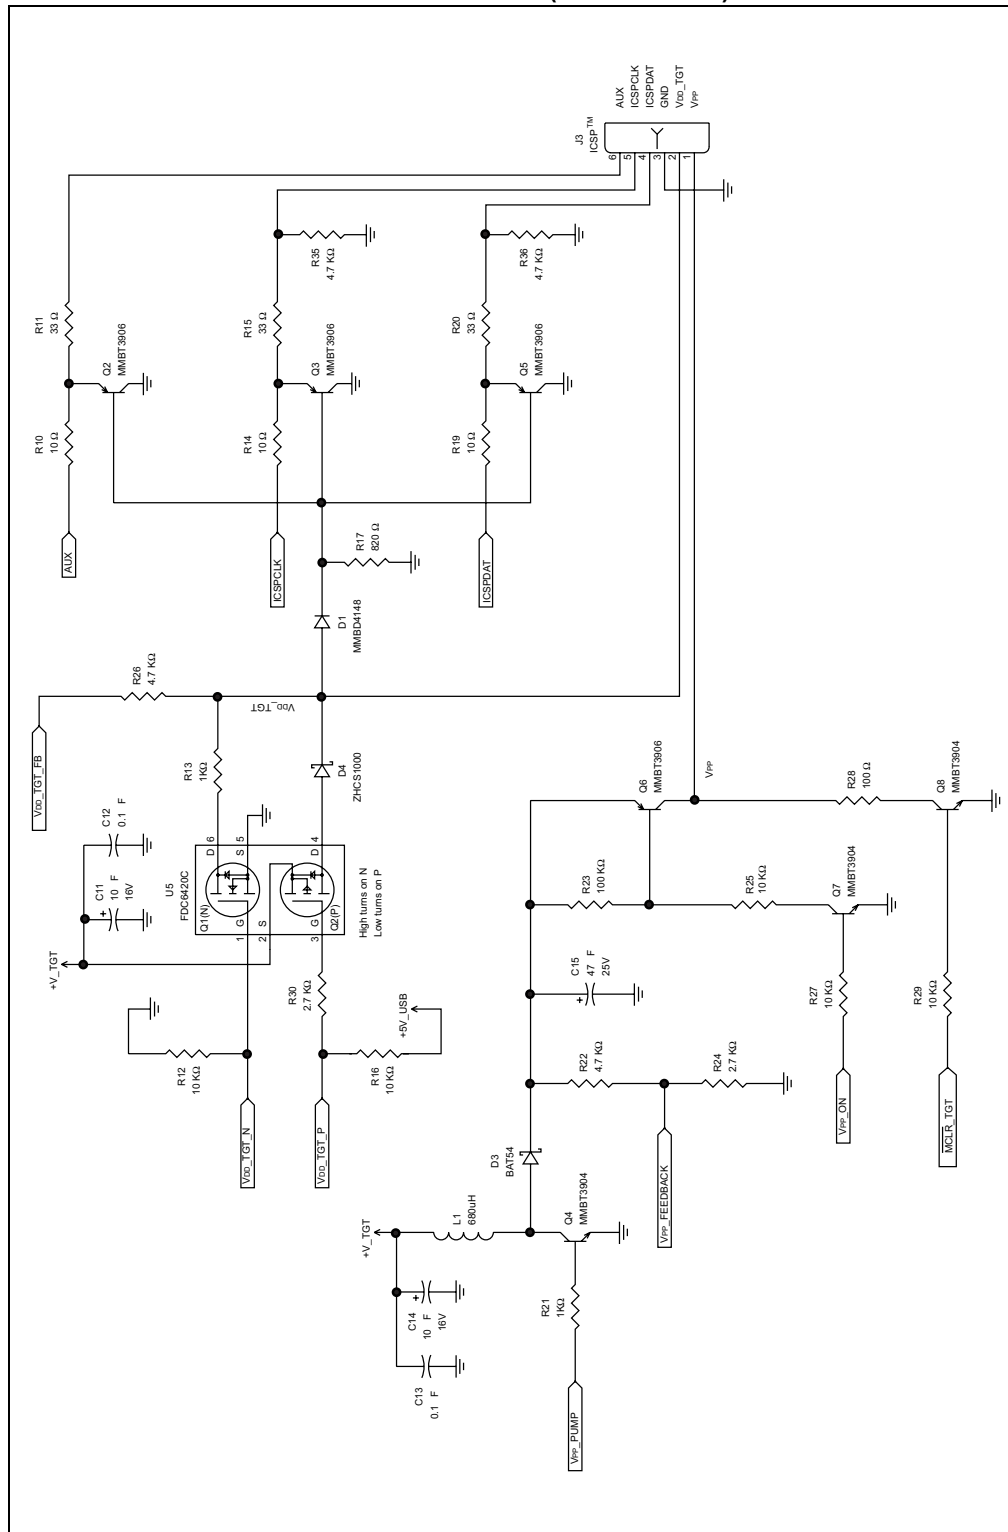 J3
ICSP™
AUX
ICSPCLK
ICSPDAT
GND
VDD_TGT
VPP
6
5
4
3
2
1
R11
33 Ω
R10
10 Ω
Q2
MMBT3906
AUX
R35
4.7 KΩ
R15
33 Ω
Q3
MMBT3906
R14
10 Ω
ICSPCLK
R36
4.7 KΩ
R20
33 Ω
Q5
MMBT3906
R19
10 Ω
ICSPDAT
R17
820 Ω
D1
MMBD4148
R26
4.7 KΩ
VDD_TGT_FB
VDD_TGT
R13
1KΩ
D4
ZHCS1000
C12
0.1 F
C11
10 F
16V
+
+V_TGT
U5
FDC6420C
Q1(N)
Q2(P)
D 6
S 5
D 4
1 G
2 S
3 G
High turns on N
Low turns on P
R30
2.7 KΩ
+5V_USB
R12
10 KΩ
R16
10 KΩ
VDD_TGT_N
VDD_TGT_P
Q6
MMBT3906
VPP
R28
100 Ω
Q8
MMBT3904
R23
100 KΩ
R25
10 KΩ
Q7
MMBT3904
C15
47 F
25V
+
R27
10 KΩ
R29
10 KΩ
VPP_ON
MCLR_TGT
R22
4.7 KΩ
R24
2.7 KΩ
VPP_FEEDBACK
D3
BAT54
+V_TGT
L1
680uH
Q4
MMBT3904
C14
10 F
16V
+
C13
0.1 F
R21
1KΩ
VPP_PUMP